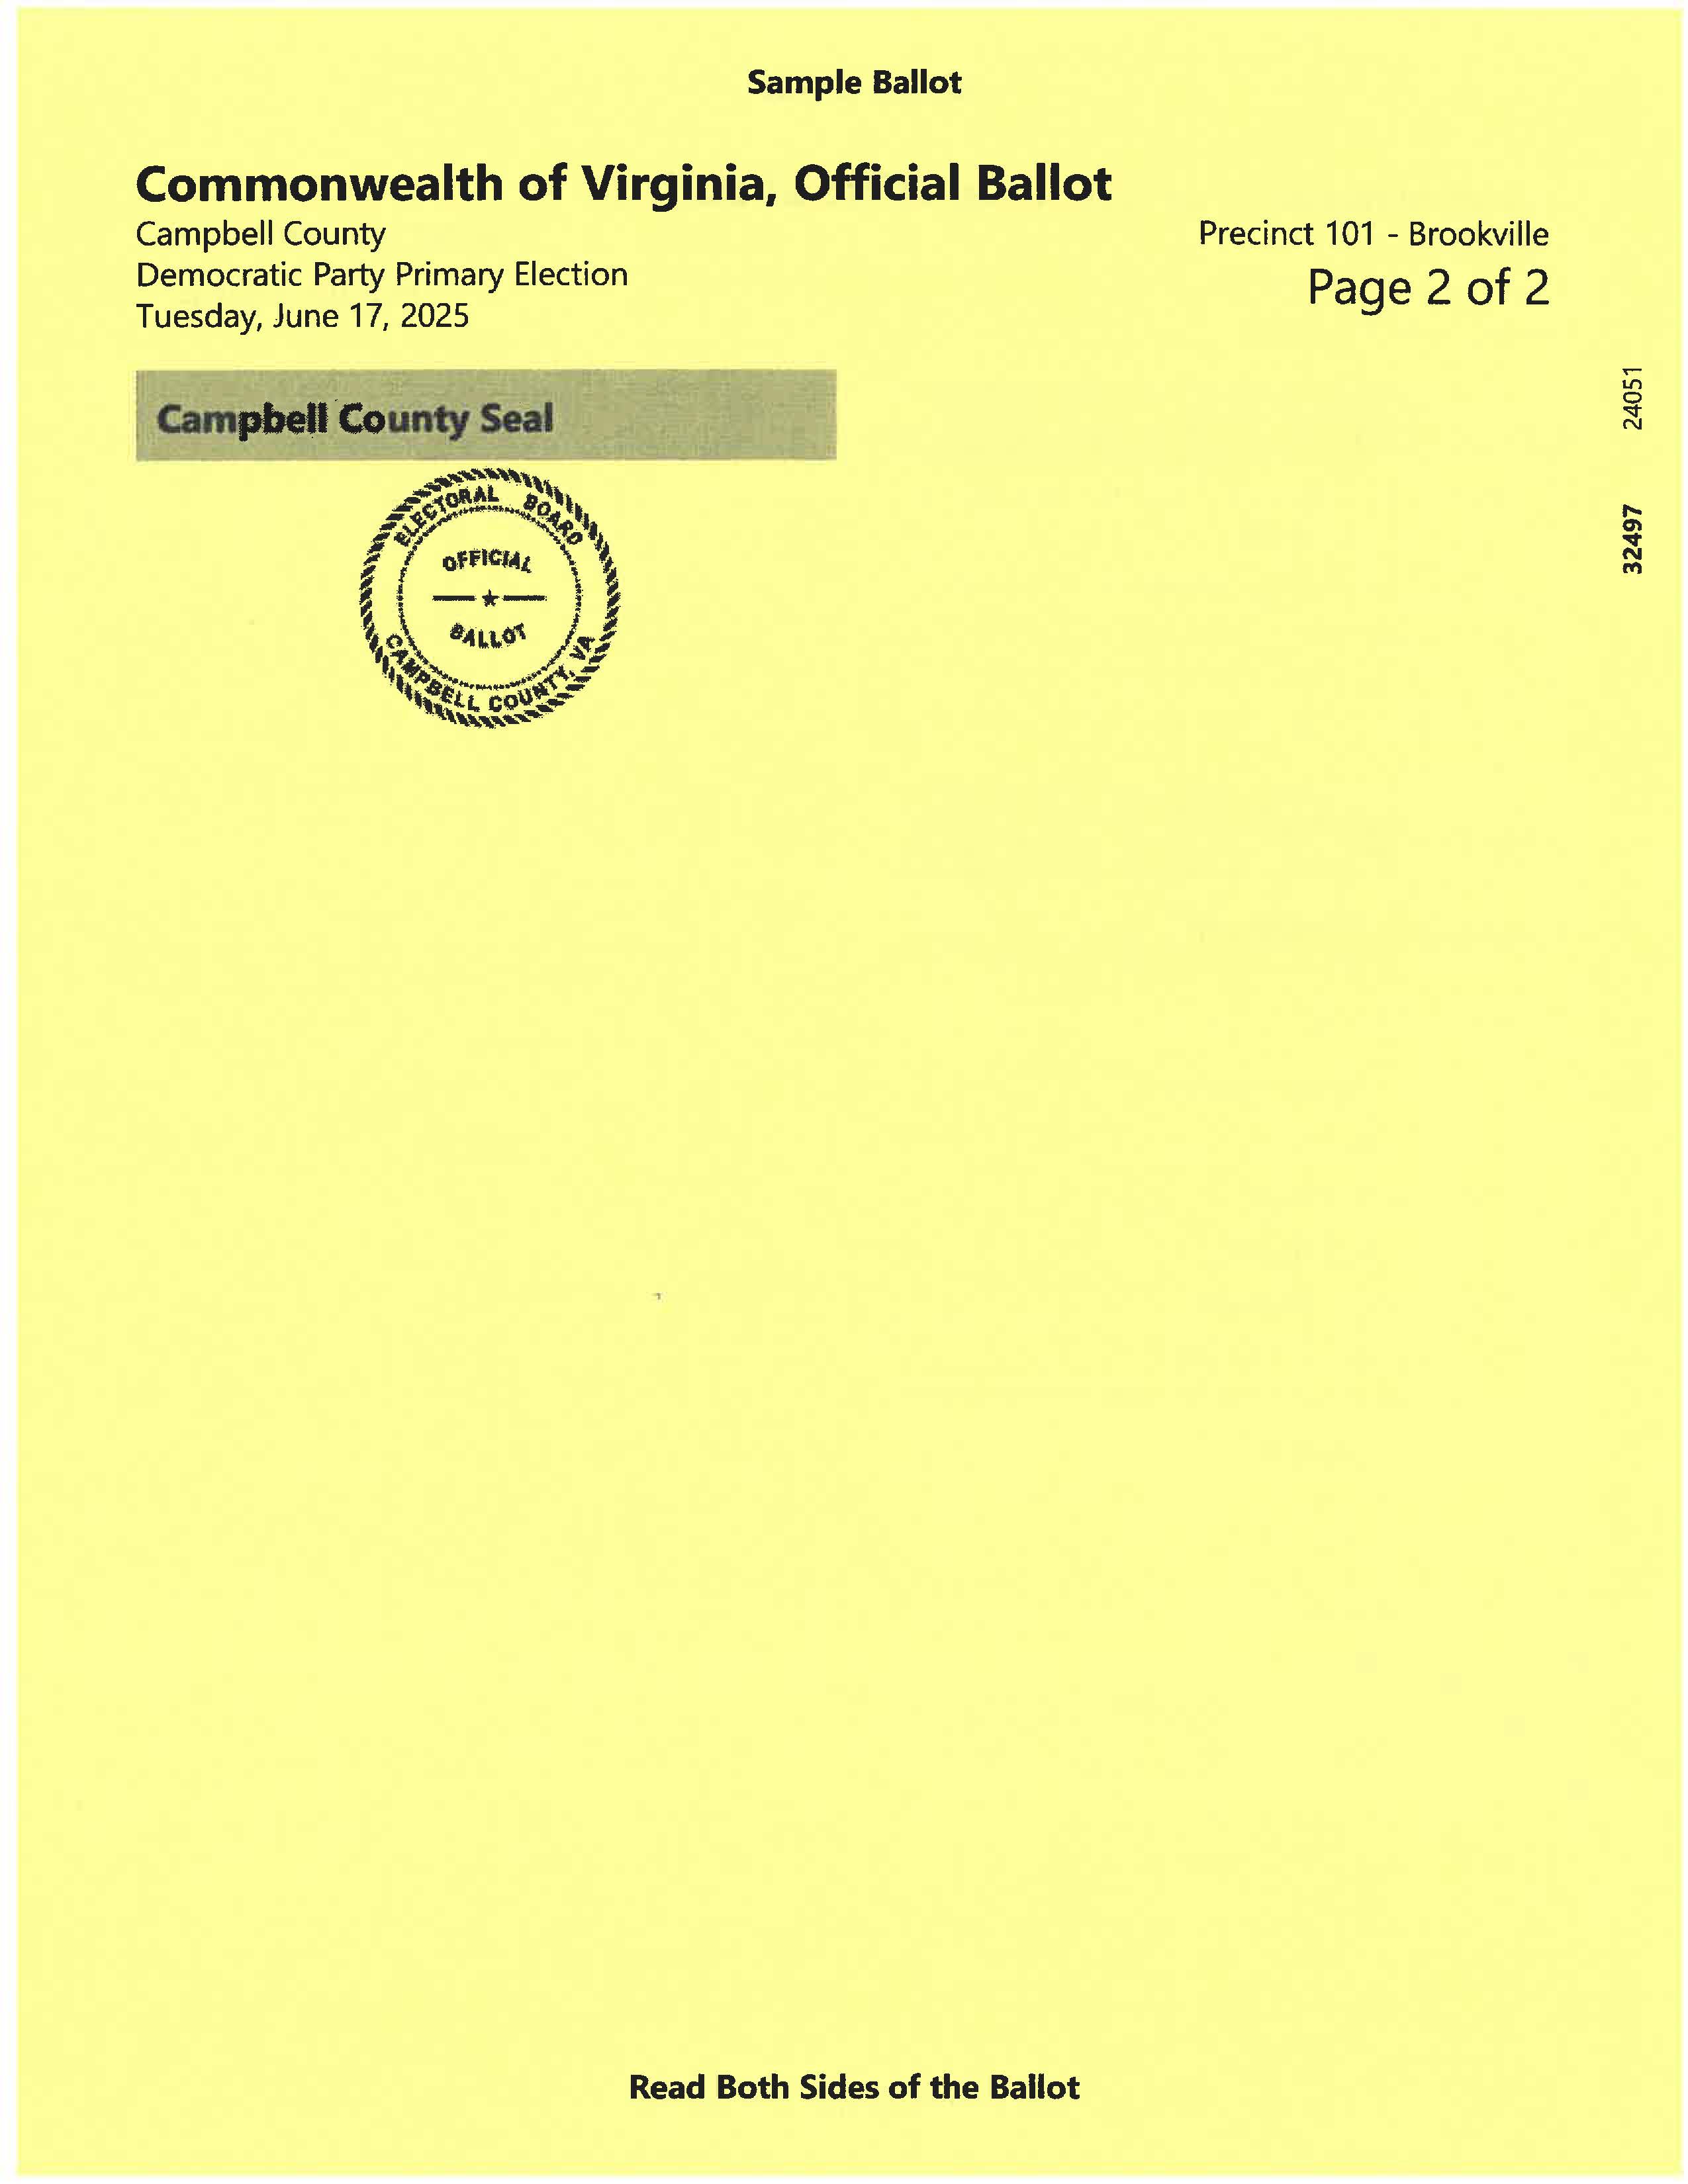 Sample Ballot
Commonwealth of Virginia, Official Ballot
Campbell County
Democratic Party Primary Election
Tuesday, June 17, 2025
Precinct 101 - Brookville
Page 2 of 2
24051
32497
Campbell County Seal
ELECTORAL BOARD
OFFICIAL
BALLOT
CAMPBELL COUNTY, VA
Read Both Sides of the Ballot